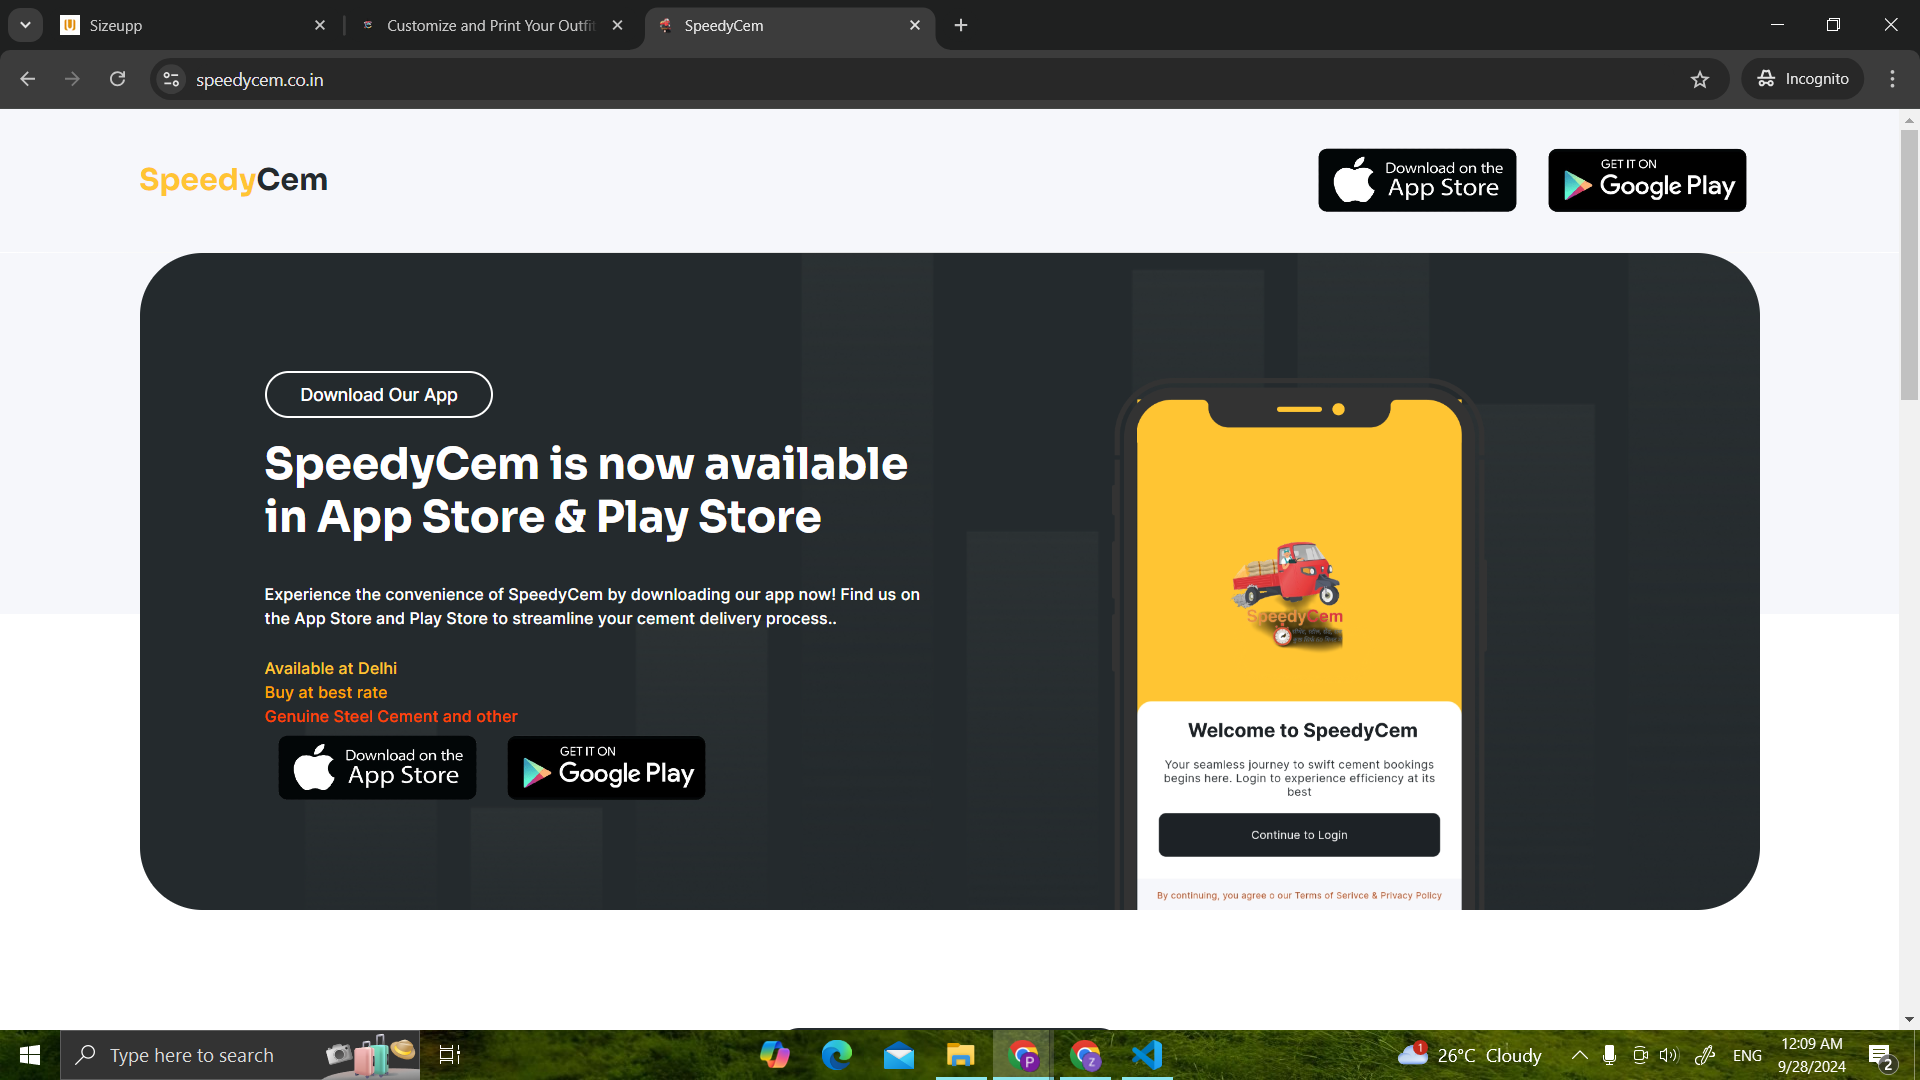 Sizeupp
Customize and Print Your Outfi
SpeedyCem
speedycem.co.in
Incognito
SpeedyCem
Download on the
App Store
GET IT ON
Google Play
Download Our App
SpeedyCem is now available
in App Store & Play Store
Experience the convenience of SpeedyCem by downloading our app now! Find us on
the App Store and Play Store to streamline your cement delivery process..
Available at Delhi
Buy at best rate
Genuine Steel Cement and other
Download on the
App Store
GET IT ON
Google Play
SpeedyCem
Welcome to SpeedyCem
Your seamless journey to swift cement bookings
begins here. Login to experience efficiency at its
best
Continue to Login
By continuing, you agree o our Terms of Serivce & Privacy Policy
Type here to search
P
Z
1
26°C Cloudy
ENG
12:09 AM
9/28/2024
2